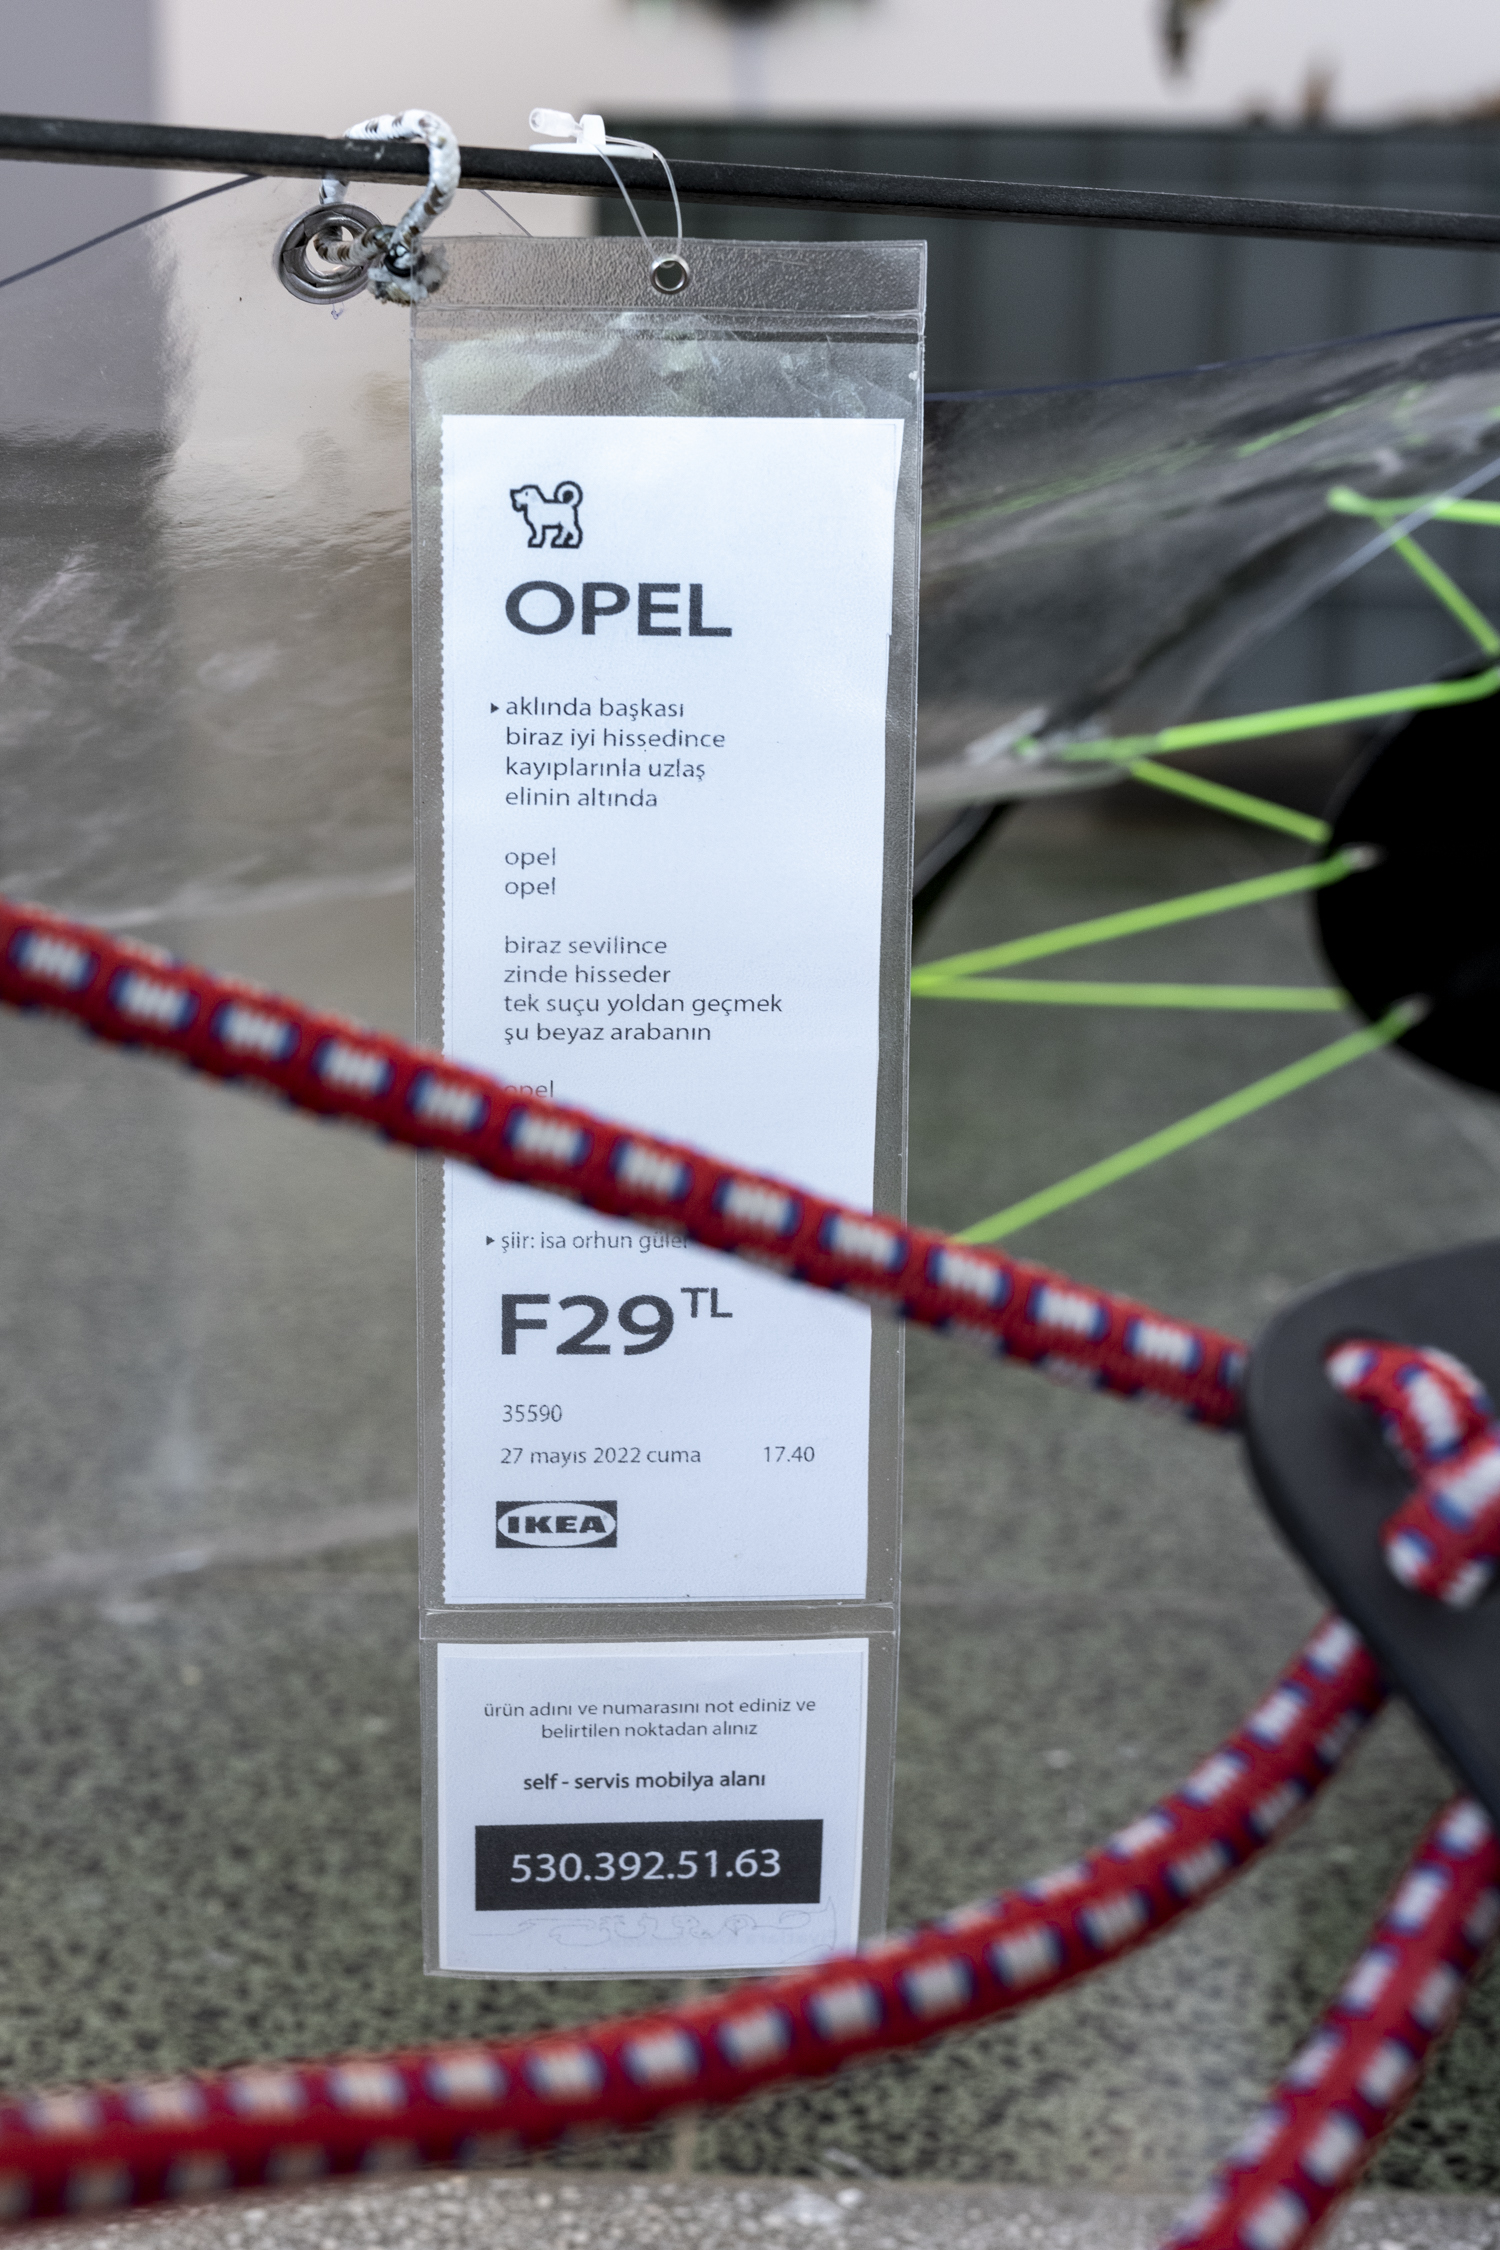 OPEL
▸ aklında başkası
biraz iyi hissedince
kayıplarınla uzlaş
elinin altında
opel
opel
biraz sevilince
zinde hisseder
tek suçu yoldan geçmek
şu beyaz arabanın
opel
▸ şiir: isa orhun güler
F29TL
35590
27 mayıs 2022 cuma 17.40
IKEA
ürün adını ve numarasını not ediniz ve
belirtilen noktadan alınız
self - servis mobilya alanı
530.392.51.63